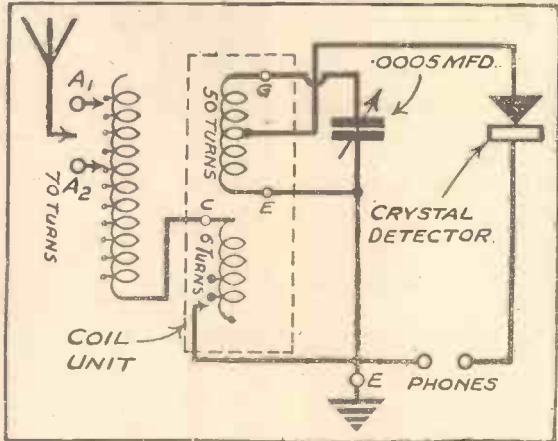 A1
A2
70 TURNS
50 TURNS
G
E
U
6 TURNS
COIL
UNIT
.0005 MFD.
CRYSTAL
DETECTOR
E
PHONES